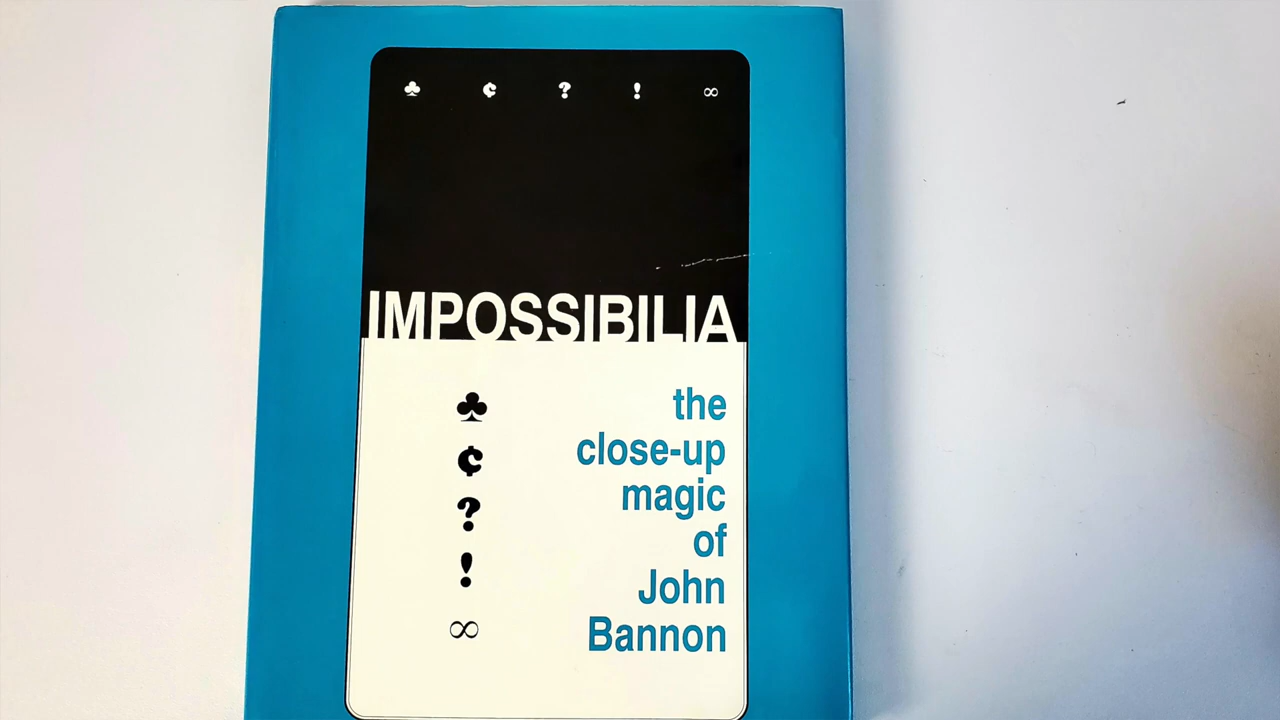 ♣ ¢ ? ! ∞
IMPOSSIBILIA
♣
¢
?
!
∞
the
close-up
magic
of
John
Bannon